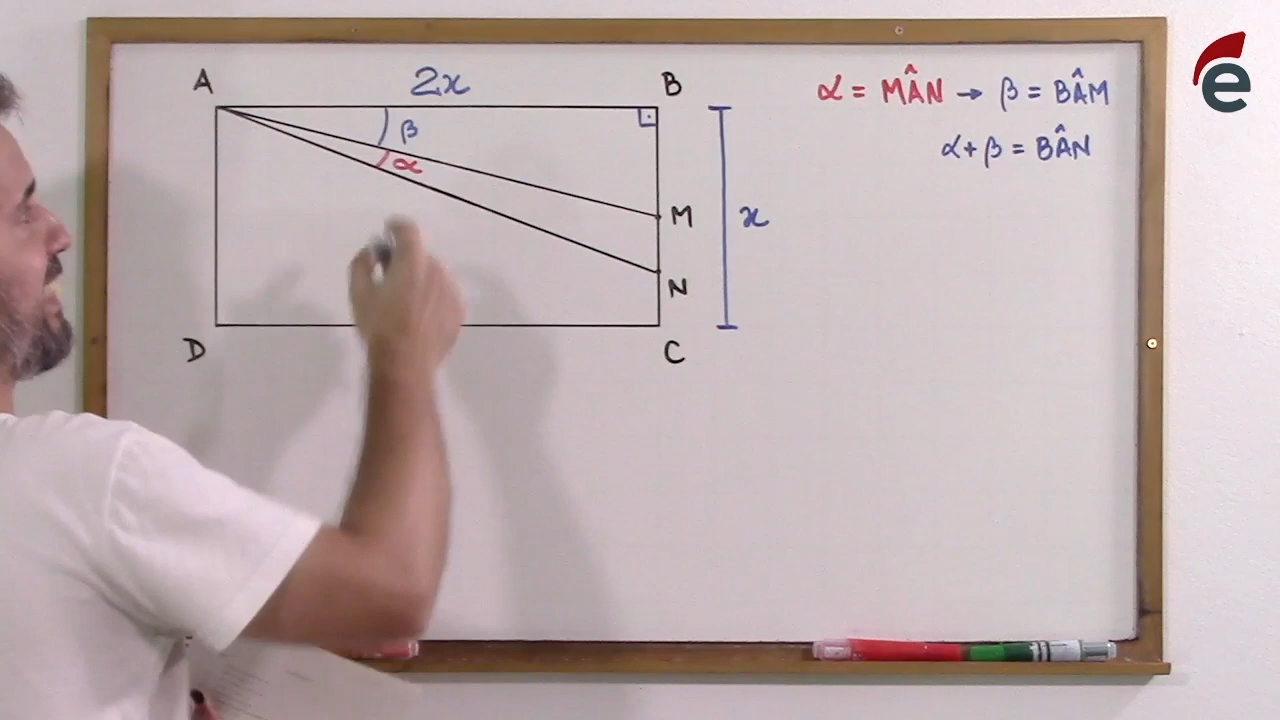 A 2x B
β
α
M
x
N
D C
α = MÂN → β = BÂM
α + β = BÂN
e